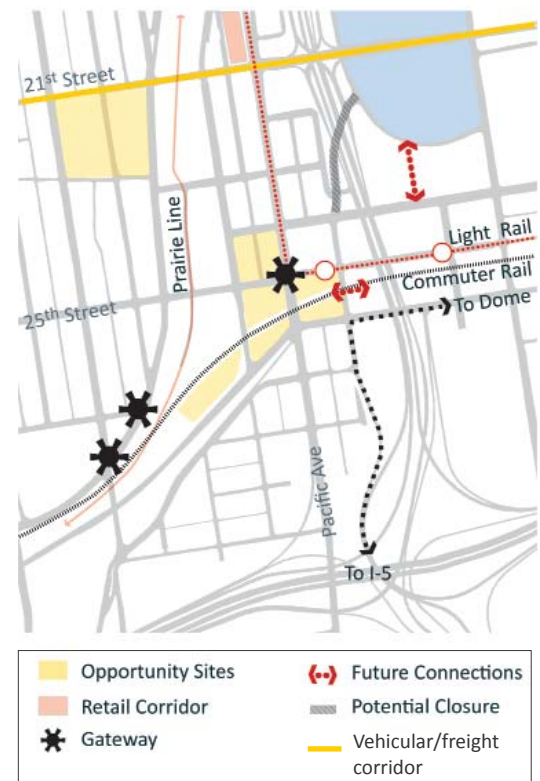 21st Street
Prairie Line
Light Rail
Commuter Rail
To Dome
25th Street
Pacific Ave
To I-5
Opportunity Sites
Future Connections
Retail Corridor
Potential Closure
Gateway
Vehicular/freight
corridor